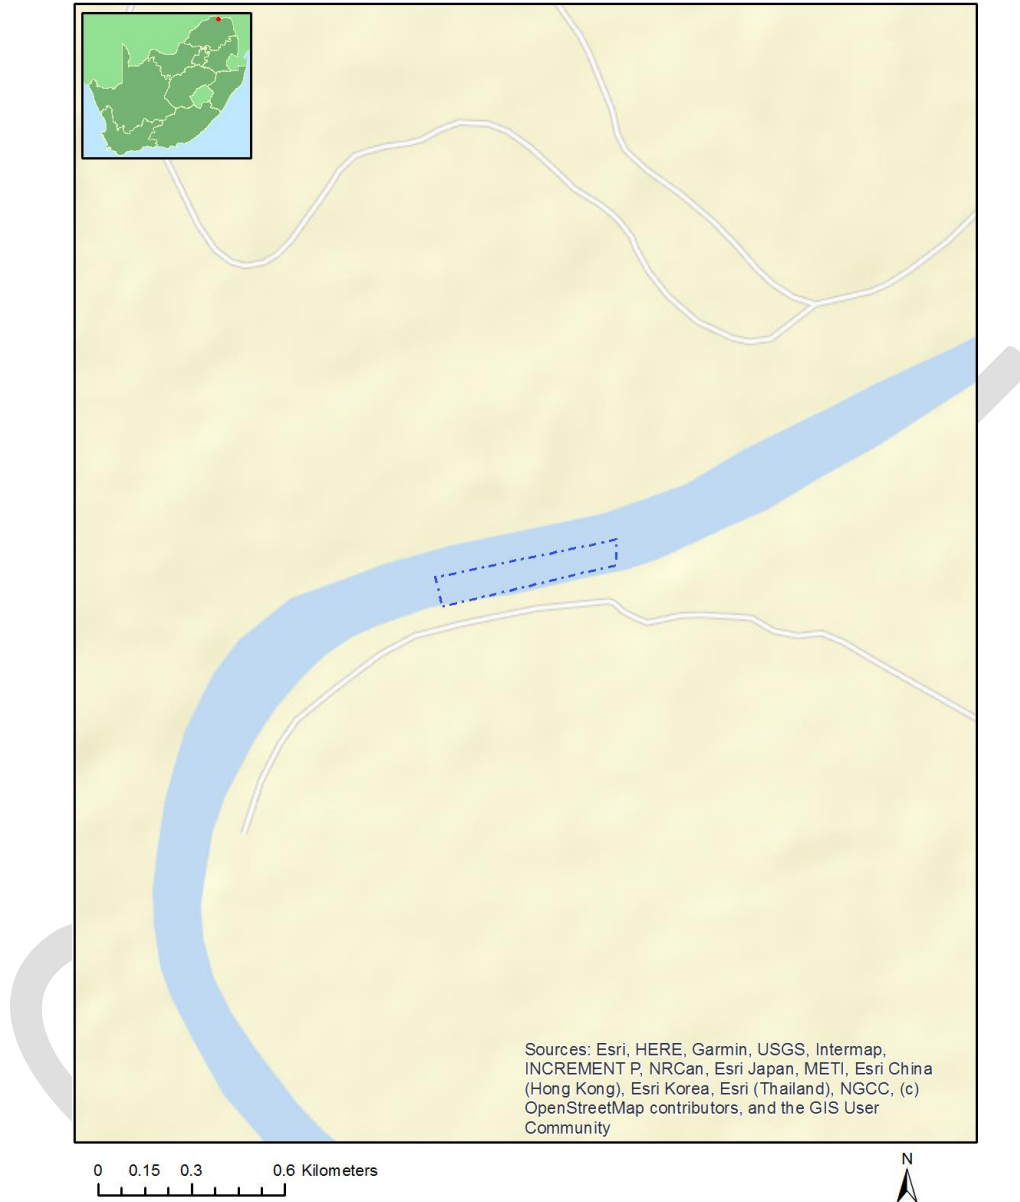 Sources: Esri, HERE, Garmin, USGS, Intermap,
INCREMENT P, NRCan, Esri Japan, METI, Esri China
(Hong Kong), Esri Korea, Esri (Thailand), NGCC, (c)
OpenStreetMap contributors, and the GIS User
Community
0 0.15 0.3 0.6 Kilometers
N